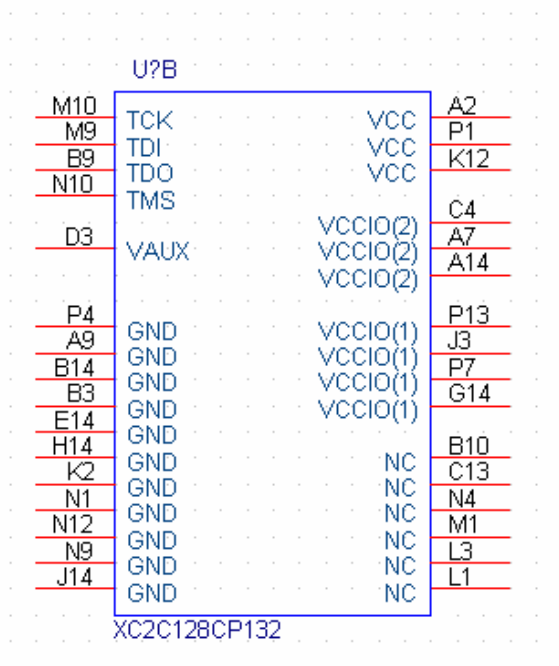 U?B
M10 TCK VCC A2
M9 TDI VCC P1
B9 TDO VCC K12
N10 TMS
VCCIO(2) C4
D3 VAUX VCCIO(2) A7
VCCIO(2) A14
P4 GND VCCIO(1) P13
A9 GND VCCIO(1) J3
B14 GND VCCIO(1) P7
B3 GND VCCIO(1) G14
E14 GND
H14 GND NC B10
K2 GND NC C13
N1 GND NC N4
N12 GND NC M1
N9 GND NC L3
J14 GND NC L1
XC2C128CP132